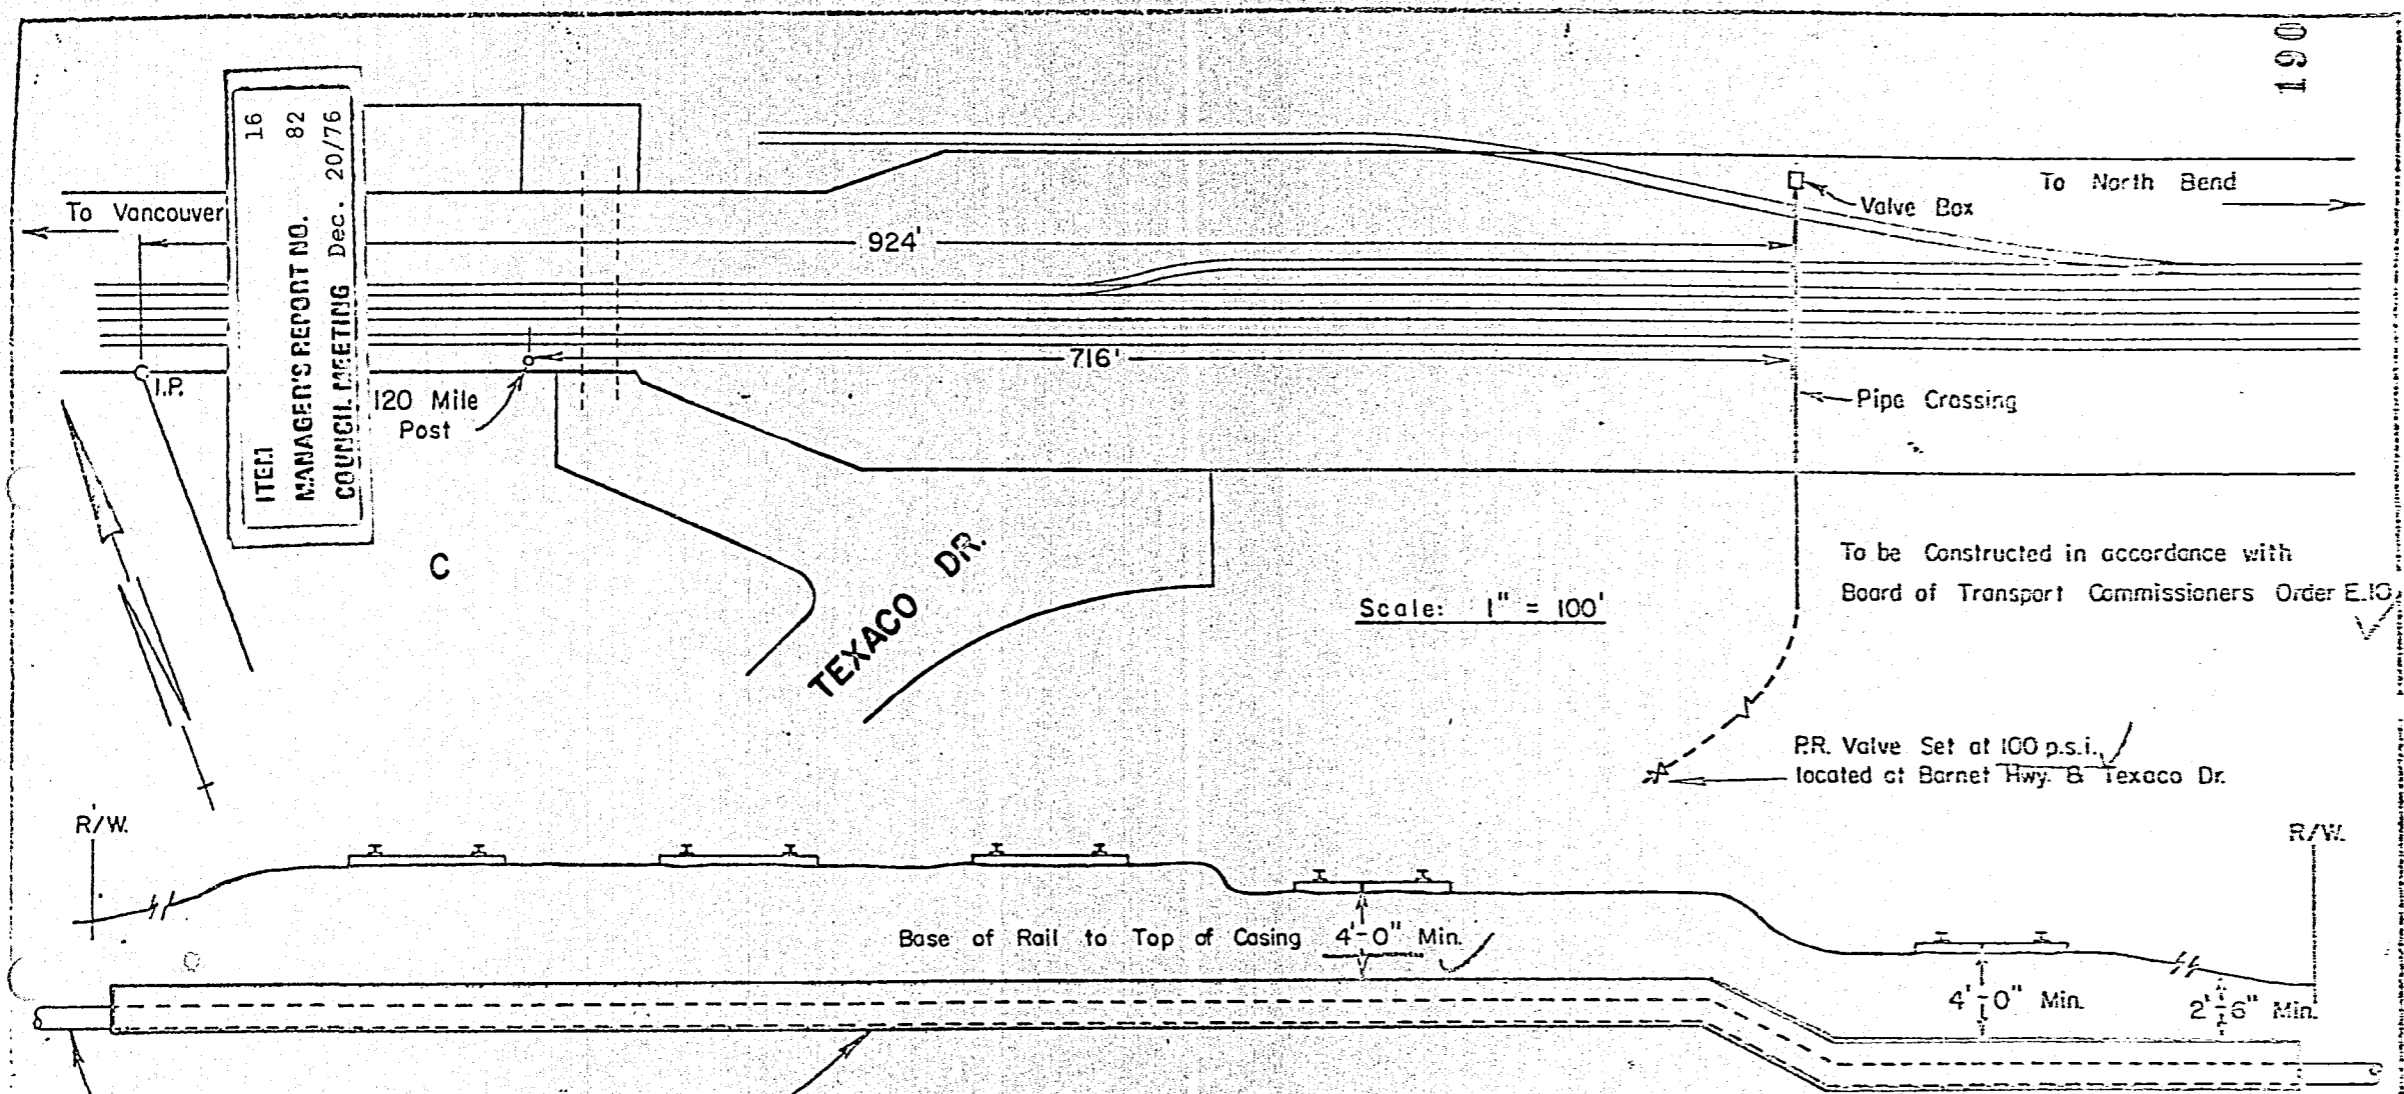 190
ITEM 16
MANAGER'S REPORT NO. 82
COUNCIL MEETING Dec. 20/76
To Vancouver
To North Bend
Valve Box
924'
716'
I.P.
120 Mile
Post
Pipe Crossing
C
TEXACO DR.
Scale: 1" = 100'
To be Constructed in accordance with
Board of Transport Commissioners Order E.10.
P.R. Valve Set at 100 p.s.i.,
located at Barnet Hwy. & Texaco Dr.
R/W.
R/W.
Base of Rail to Top of Casing 4'-0" Min.
4'-0" Min.
2'-6" Min.